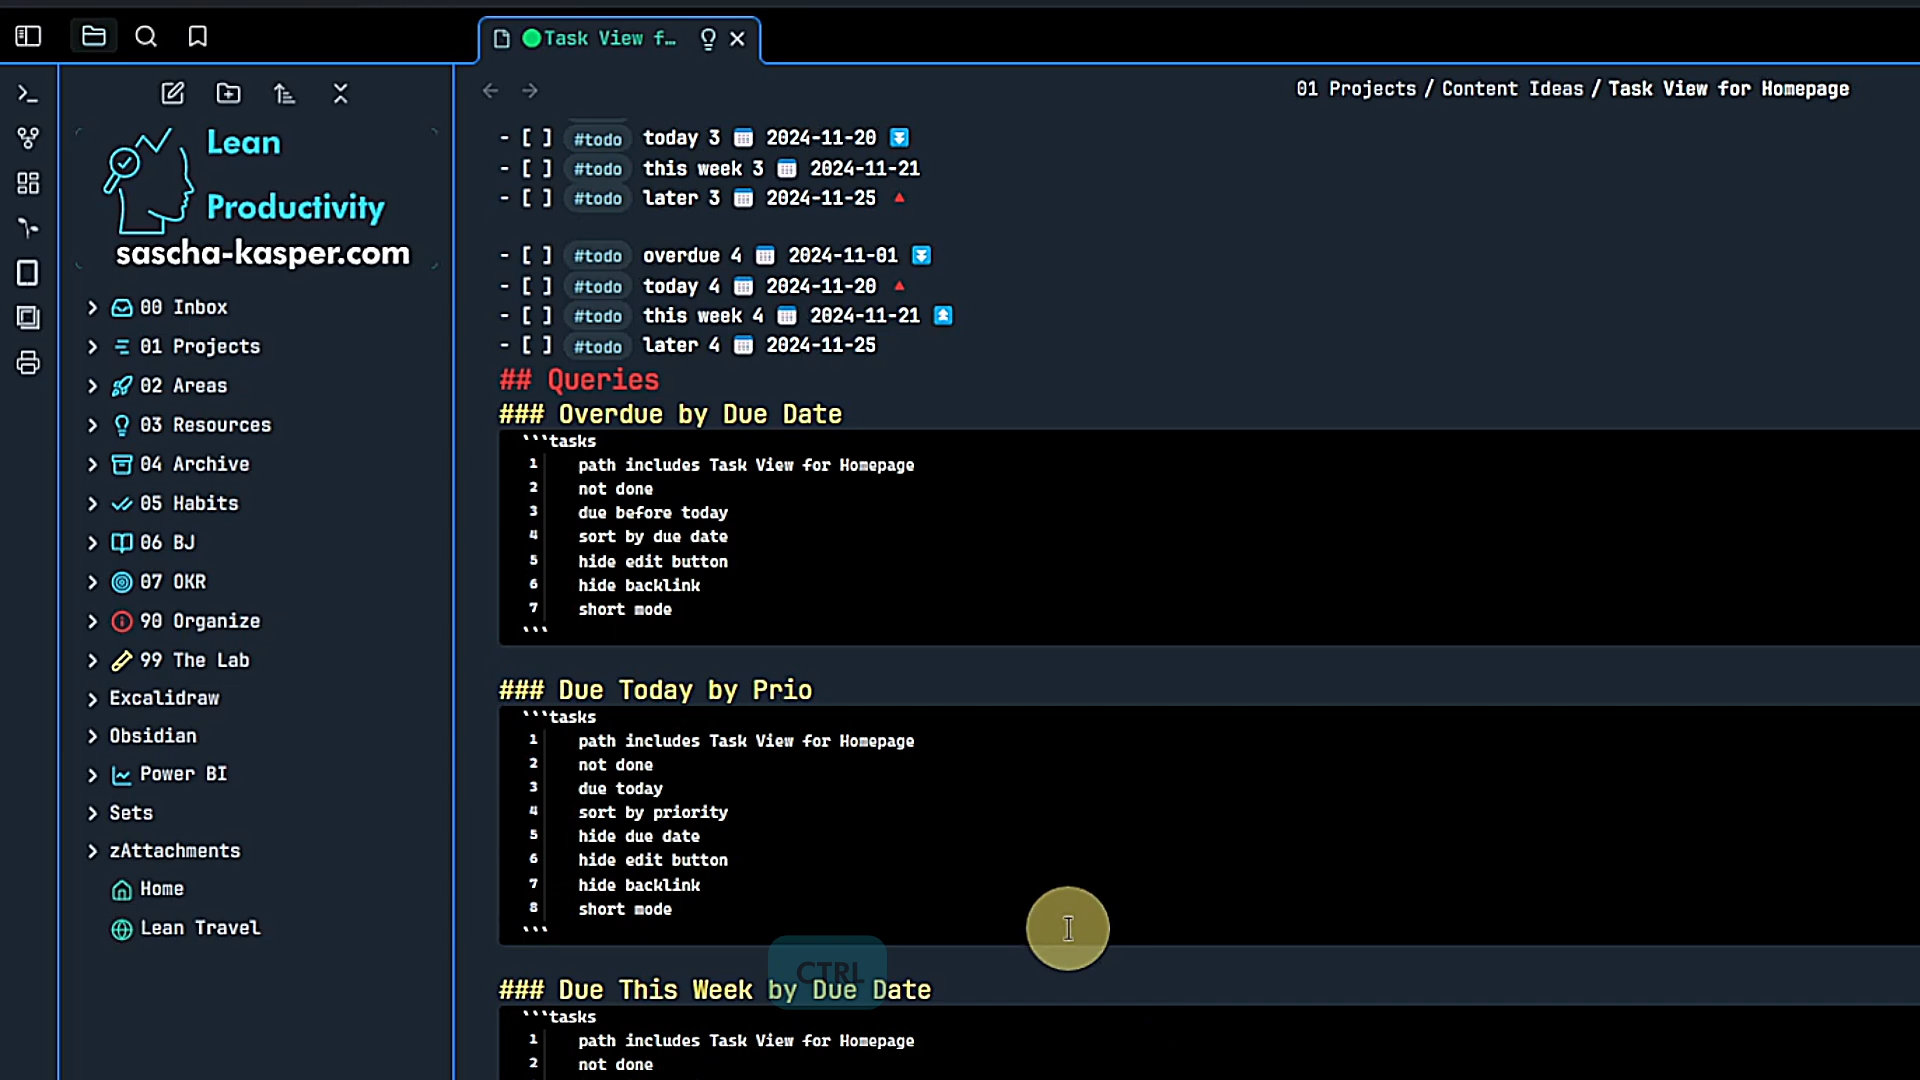 Task View f…
01 Projects / Content Ideas / Task View for Homepage
Lean
Productivity
sascha-kasper.com
00 Inbox
01 Projects
02 Areas
03 Resources
04 Archive
05 Habits
06 BJ
07 OKR
90 Organize
99 The Lab
Excalidraw
Obsidian
Power BI
Sets
zAttachments
Home
Lean Travel
- [ ] #todo today 3 📅 2024-11-20 ⏬
- [ ] #todo this week 3 📅 2024-11-21
- [ ] #todo later 3 📅 2024-11-25 🔺
- [ ] #todo overdue 4 📅 2024-11-01 ⏬
- [ ] #todo today 4 📅 2024-11-20 🔺
- [ ] #todo this week 4 📅 2024-11-21 ⏫
- [ ] #todo later 4 📅 2024-11-25
## Queries
### Overdue by Due Date
```tasks
1 path includes Task View for Homepage
2 not done
3 due before today
4 sort by due date
5 hide edit button
6 hide backlink
7 short mode
```
### Due Today by Prio
```tasks
1 path includes Task View for Homepage
2 not done
3 due today
4 sort by priority
5 hide due date
6 hide edit button
7 hide backlink
8 short mode
```
CTRL
### Due This Week by Due Date
```tasks
1 path includes Task View for Homepage
2 not done